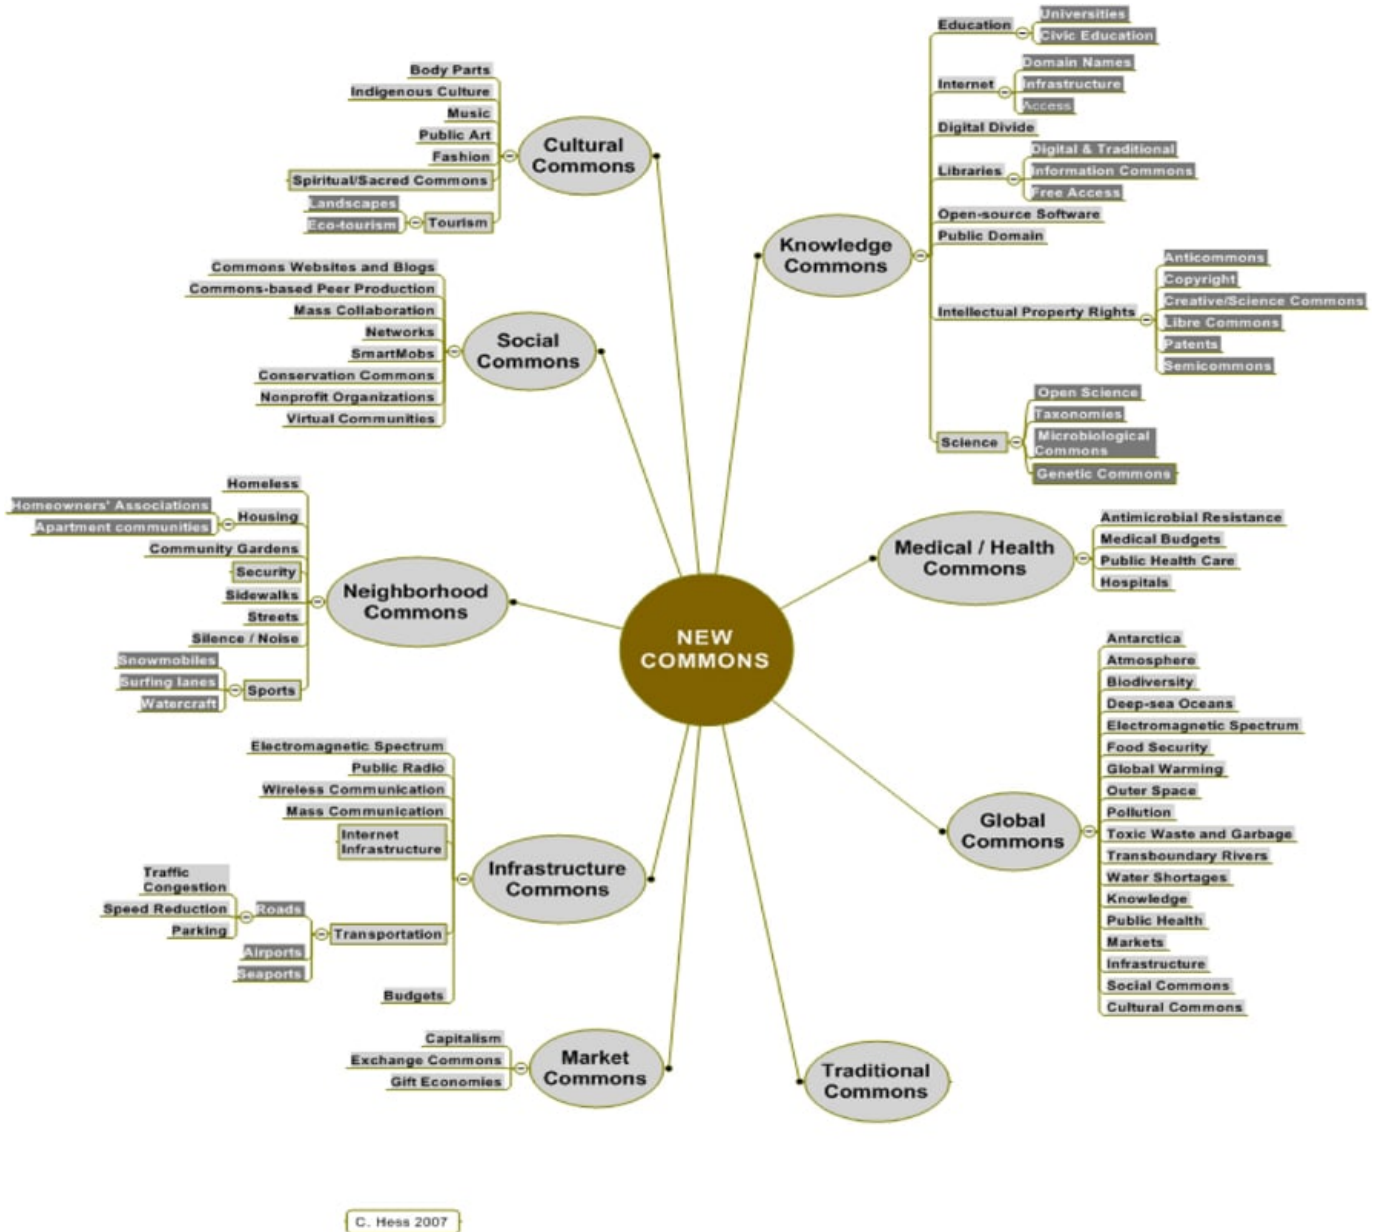 Cultural
Commons
Body Parts
Indigenous Culture
Music
Public Art
Fashion
Spiritual/Sacred Commons
Tourism
Landscapes
Eco-tourism
Social
Commons
Commons Websites and Blogs
Commons-based Peer Production
Mass Collaboration
Networks
SmartMobs
Conservation Commons
Nonprofit Organizations
Virtual Communities
Neighborhood
Commons
Homeless
Housing
Homeowners' Associations
Apartment communities
Community Gardens
Security
Sidewalks
Streets
Silence / Noise
Sports
Snowmobiles
Surfing lanes
Watercraft
Infrastructure
Commons
Electromagnetic Spectrum
Public Radio
Wireless Communication
Mass Communication
Internet
Infrastructure
Transportation
Roads
Traffic
Congestion
Speed Reduction
Parking
Airports
Seaports
Budgets
Market
Commons
Capitalism
Exchange Commons
Gift Economies
NEW
COMMONS
Knowledge
Commons
Education
Universities
Civic Education
Internet
Domain Names
Infrastructure
Access
Digital Divide
Libraries
Digital & Traditional
Information Commons
Free Access
Open-source Software
Public Domain
Intellectual Property Rights
Anticommons
Copyright
Creative/Science Commons
Libre Commons
Patents
Semicommons
Science
Open Science
Taxonomies
Microbiological
Commons
Genetic Commons
Medical / Health
Commons
Antimicrobial Resistance
Medical Budgets
Public Health Care
Hospitals
Global
Commons
Antarctica
Atmosphere
Biodiversity
Deep-sea Oceans
Electromagnetic Spectrum
Food Security
Global Warming
Outer Space
Pollution
Toxic Waste and Garbage
Transboundary Rivers
Water Shortages
Knowledge
Public Health
Markets
Infrastructure
Social Commons
Cultural Commons
Traditional
Commons
C. Hess 2007